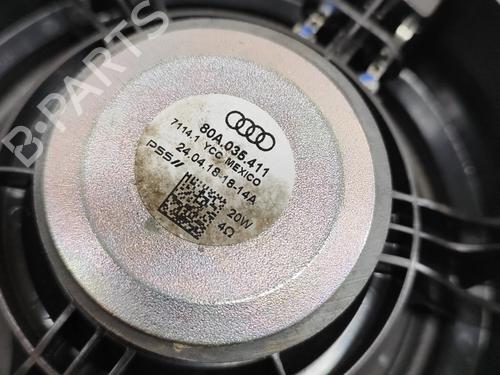 B-PARTS
80A.035.411
7114.1 YCC MEXICO
24.04.18-18-14A
PSS//
20W
4Ω